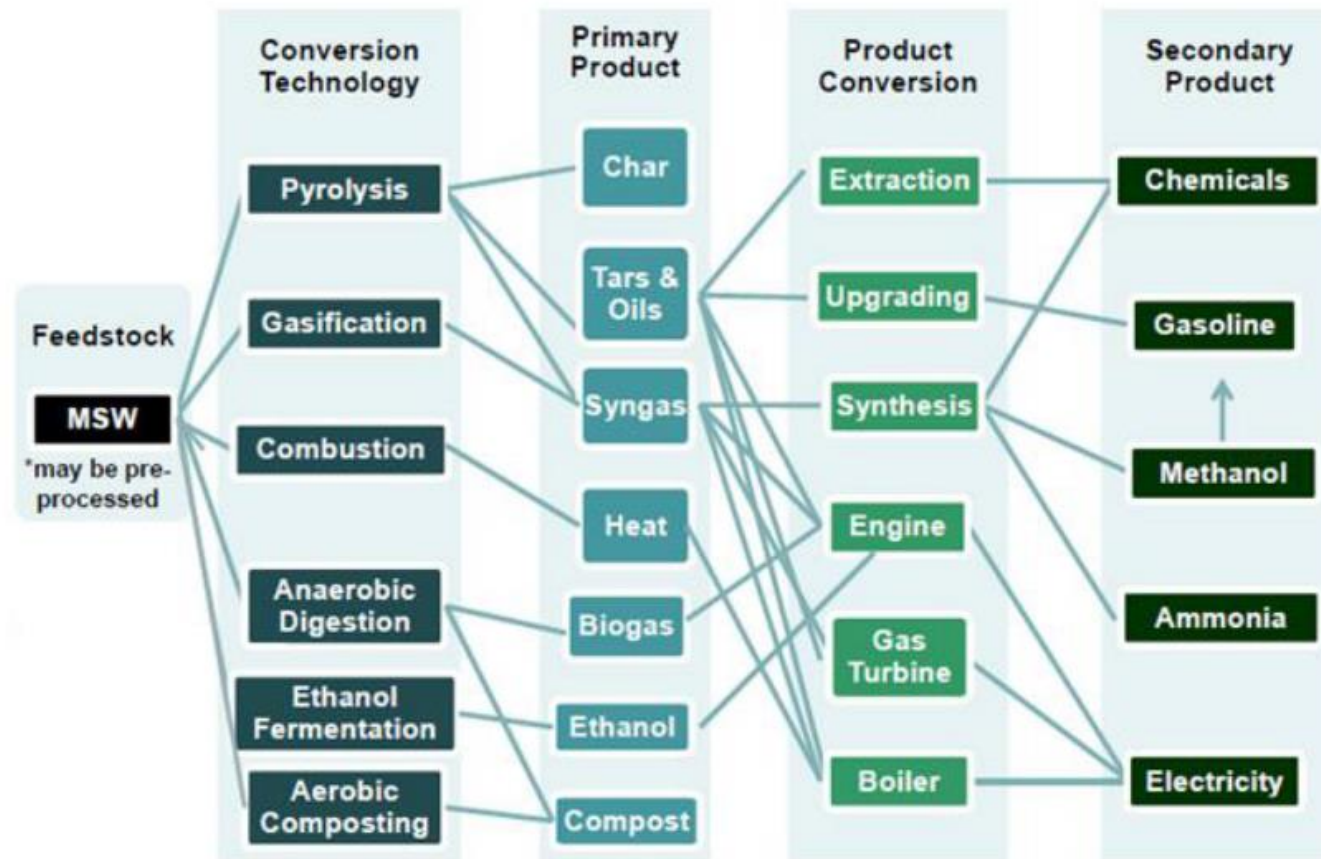 Conversion
Technology
Primary
Product
Product
Conversion
Secondary
Product
Feedstock
MSW
*may be pre-
processed
Pyrolysis
Gasification
Combustion
Anaerobic
Digestion
Ethanol
Fermentation
Aerobic
Composting
Char
Tars &
Oils
Syngas
Heat
Biogas
Ethanol
Compost
Extraction
Upgrading
Synthesis
Engine
Gas
Turbine
Boiler
Chemicals
Gasoline
Methanol
Ammonia
Electricity